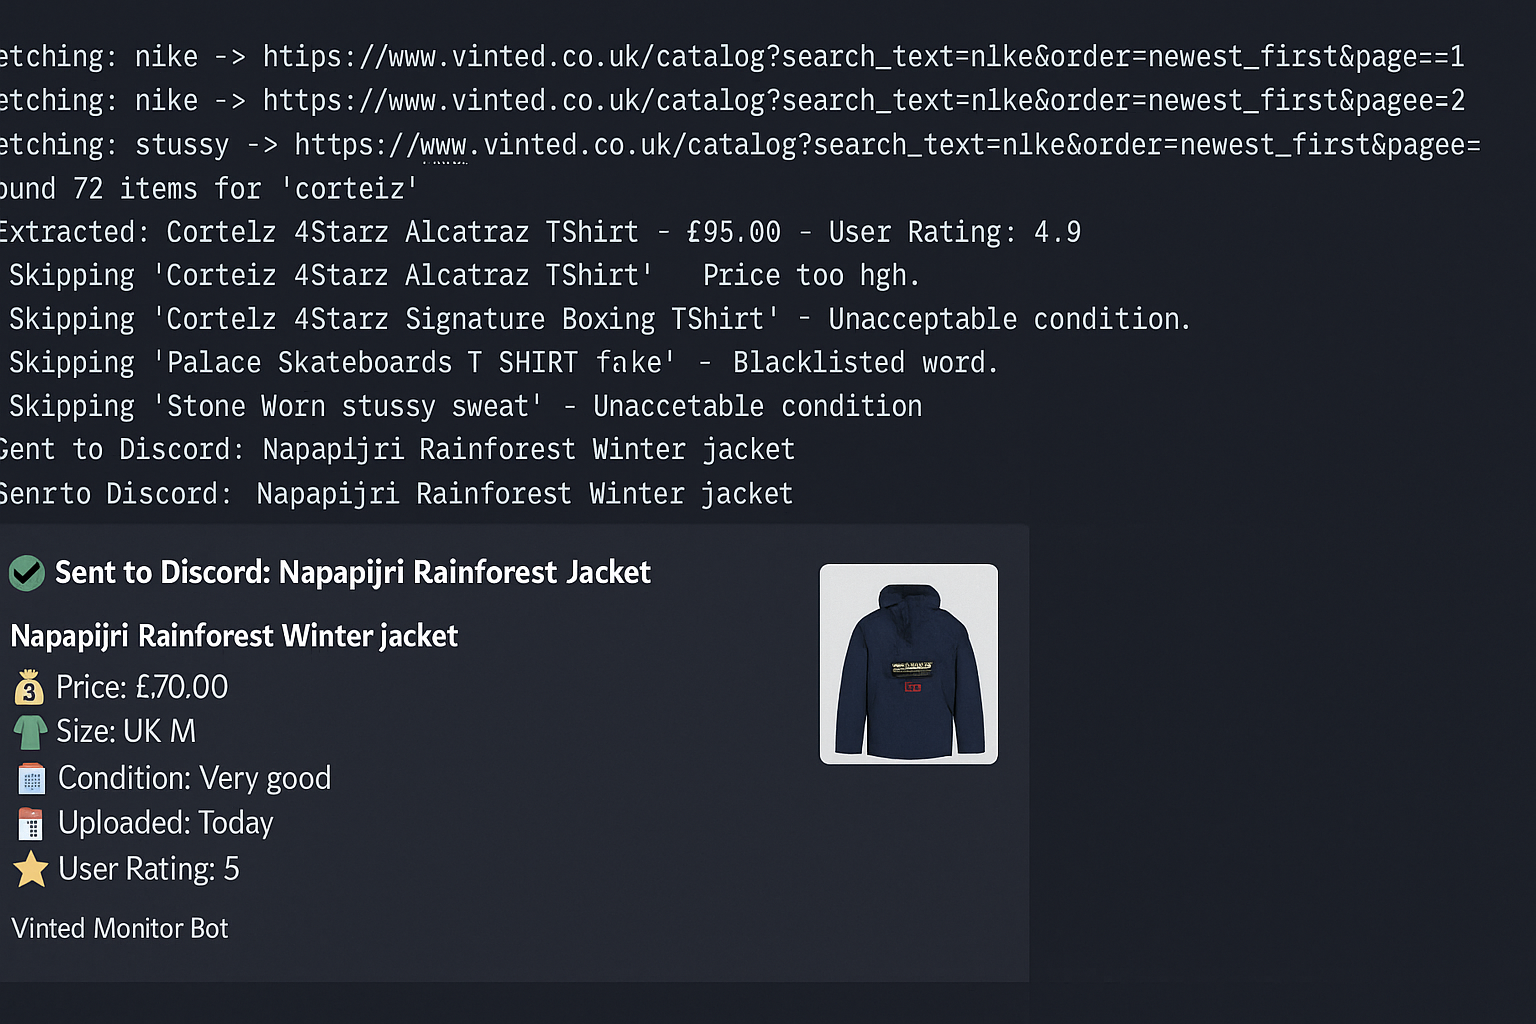 etching: nike -> htips://www.vinted.co.uk/catalog?search_text=nlke&order=newest_first&page==1
etching: nike -> https://www.vinted.co.uk/catalog?search_text=nlke&order=newest_first&pagee=2
etching: stussy -> https://www.vinted.co.uk/catalog?search_text=nlke&order=newest_first&pagee=
ound 72 items for 'corteiz'
Extracted: Cortelz 4Starz Alcatraz TShirt - £95.00 - User Rating: 4.9
Skipping 'Corteiz 4Starz Alcatraz TShirt' Price too hgh.
Skipping 'Cortelz 4Starz Signature Boxing TShirt' - Unacceptable condition.
Skipping 'Palace Skateboards T SHIRT fake' - Blacklisted word.
Skipping 'Stone Worn stussy sweat' - Unaccetable condition
Gent to Discord: Napapijri Rainforest Winter jacket
Senrto Discord: Napapijri Rainforest Winter jacket
Sent to Discord: Napapijri Rainforest Jacket
Napapijri Rainforest Winter jacket
3 Price: £,70.00
Size: UK M
Condition: Very good
Uploaded: Today
User Rating: 5
Vinted Monitor Bot